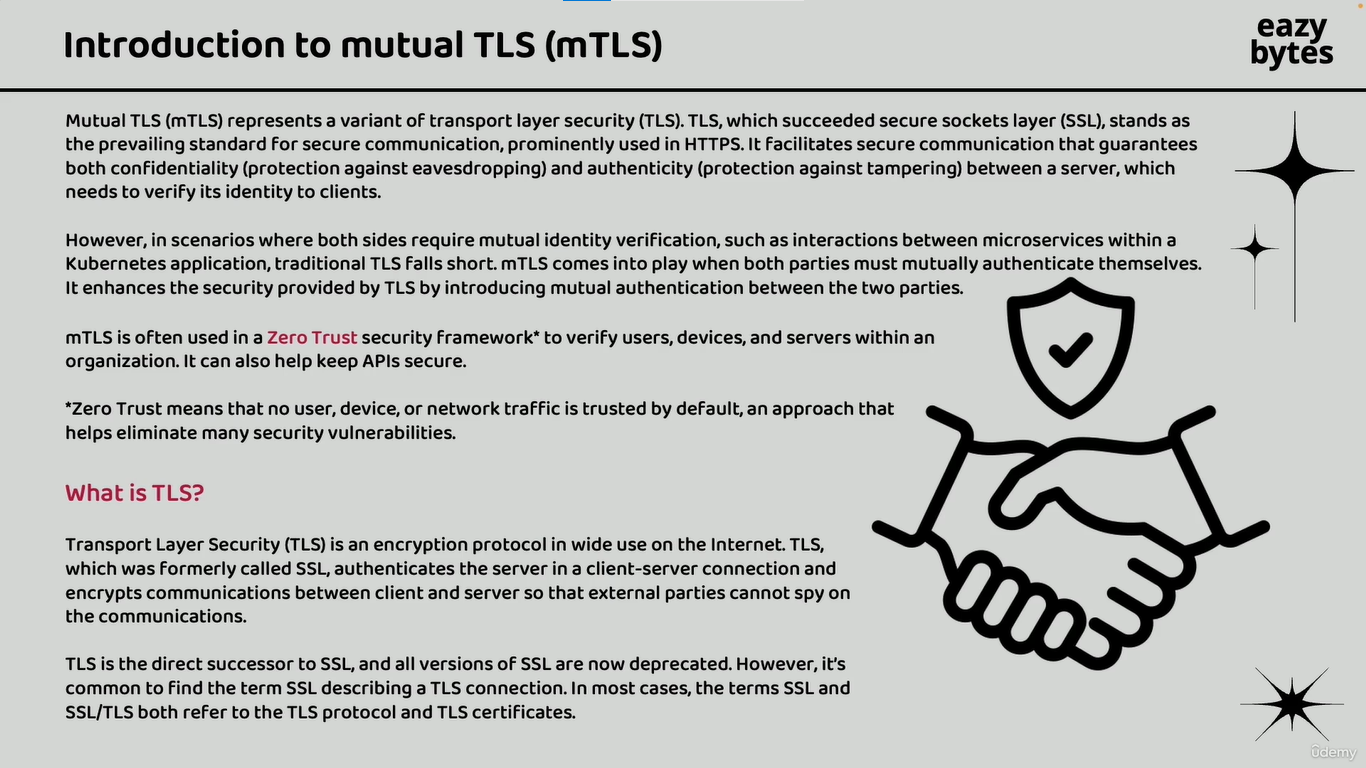 Introduction to mutual TLS (mTLS)
eazy
bytes
Mutual TLS (mTLS) represents a variant of transport layer security (TLS). TLS, which succeeded secure sockets layer (SSL), stands as
the prevailing standard for secure communication, prominently used in HTTPS. It facilitates secure communication that guarantees
both confidentiality (protection against eavesdropping) and authenticity (protection against tampering) between a server, which
needs to verify its identity to clients.
However, in scenarios where both sides require mutual identity verification, such as interactions between microservices within a
Kubernetes application, traditional TLS falls short. mTLS comes into play when both parties must mutually authenticate themselves.
It enhances the security provided by TLS by introducing mutual authentication between the two parties.
mTLS is often used in a Zero Trust security framework* to verify users, devices, and servers within an
organization. It can also help keep APIs secure.
*Zero Trust means that no user, device, or network traffic is trusted by default, an approach that
helps eliminate many security vulnerabilities.
What is TLS?
Transport Layer Security (TLS) is an encryption protocol in wide use on the Internet. TLS,
which was formerly called SSL, authenticates the server in a client-server connection and
encrypts communications between client and server so that external parties cannot spy on
the communications.
TLS is the direct successor to SSL, and all versions of SSL are now deprecated. However, it's
common to find the term SSL describing a TLS connection. In most cases, the terms SSL and
SSL/TLS both refer to the TLS protocol and TLS certificates.
ûdemy